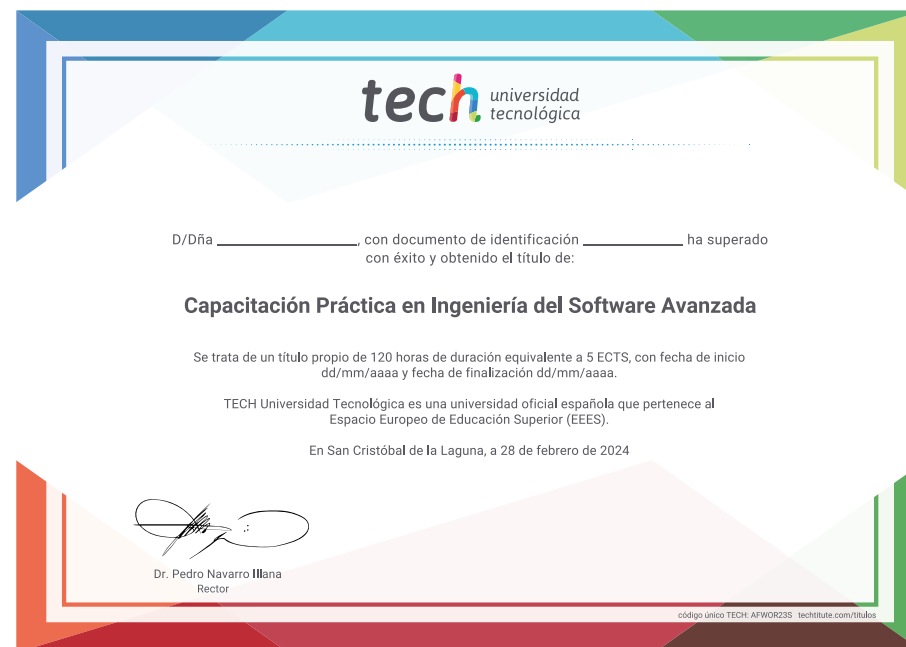 tech universidad
tecnológica
D/Dña ____________________, con documento de identificación ______________ ha superado
con éxito y obtenido el título de:
Capacitación Práctica en Ingeniería del Software Avanzada
Se trata de un título propio de 120 horas de duración equivalente a 5 ECTS, con fecha de inicio
dd/mm/aaaa y fecha de finalización dd/mm/aaaa.
TECH Universidad Tecnológica es una universidad oficial española que pertenece al
Espacio Europeo de Educación Superior (EEES).
En San Cristóbal de la Laguna, a 28 de febrero de 2024
Dr. Pedro Navarro Illana
Rector
código único TECH: AFWOR23S techtitute.com/titulos